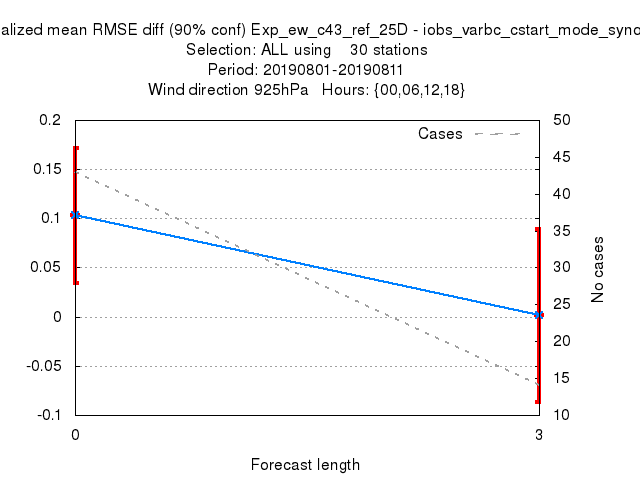 alized mean RMSE diff (90% conf) Exp_ew_c43_ref_25D - iobs_varbc_cstart_mode_syno
Selection: ALL using 30 stations
Period: 20190801-20190811
Wind direction 925hPa Hours: {00,06,12,18}
Cases
0.2
0.15
0.1
0.05
0
-0.05
-0.1
50
45
40
35
30
25
20
15
10
No cases
0
3
Forecast length